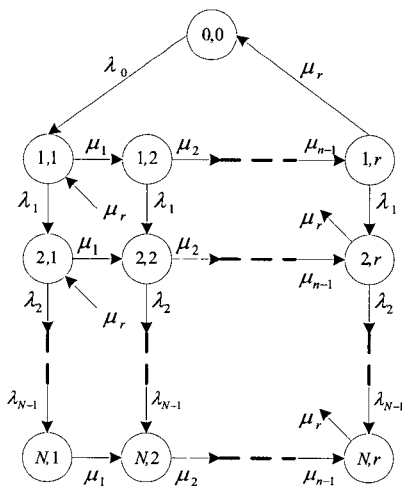 0,0
λ₀ μᵣ
μ₁ μ₂ μₙ₋₁
1,1 1,2 1,r
λ₁ μᵣ λ₁ λ₁
μ₁ μ₂ μᵣ
2,1 2,2 2,r
μₙ₋₁
λ₂ μᵣ λ₂ λ₂
λN₋₁ λN₋₁ μᵣ λN₋₁
N,1 N,2 N,r
μ₁ μ₂ μₙ₋₁